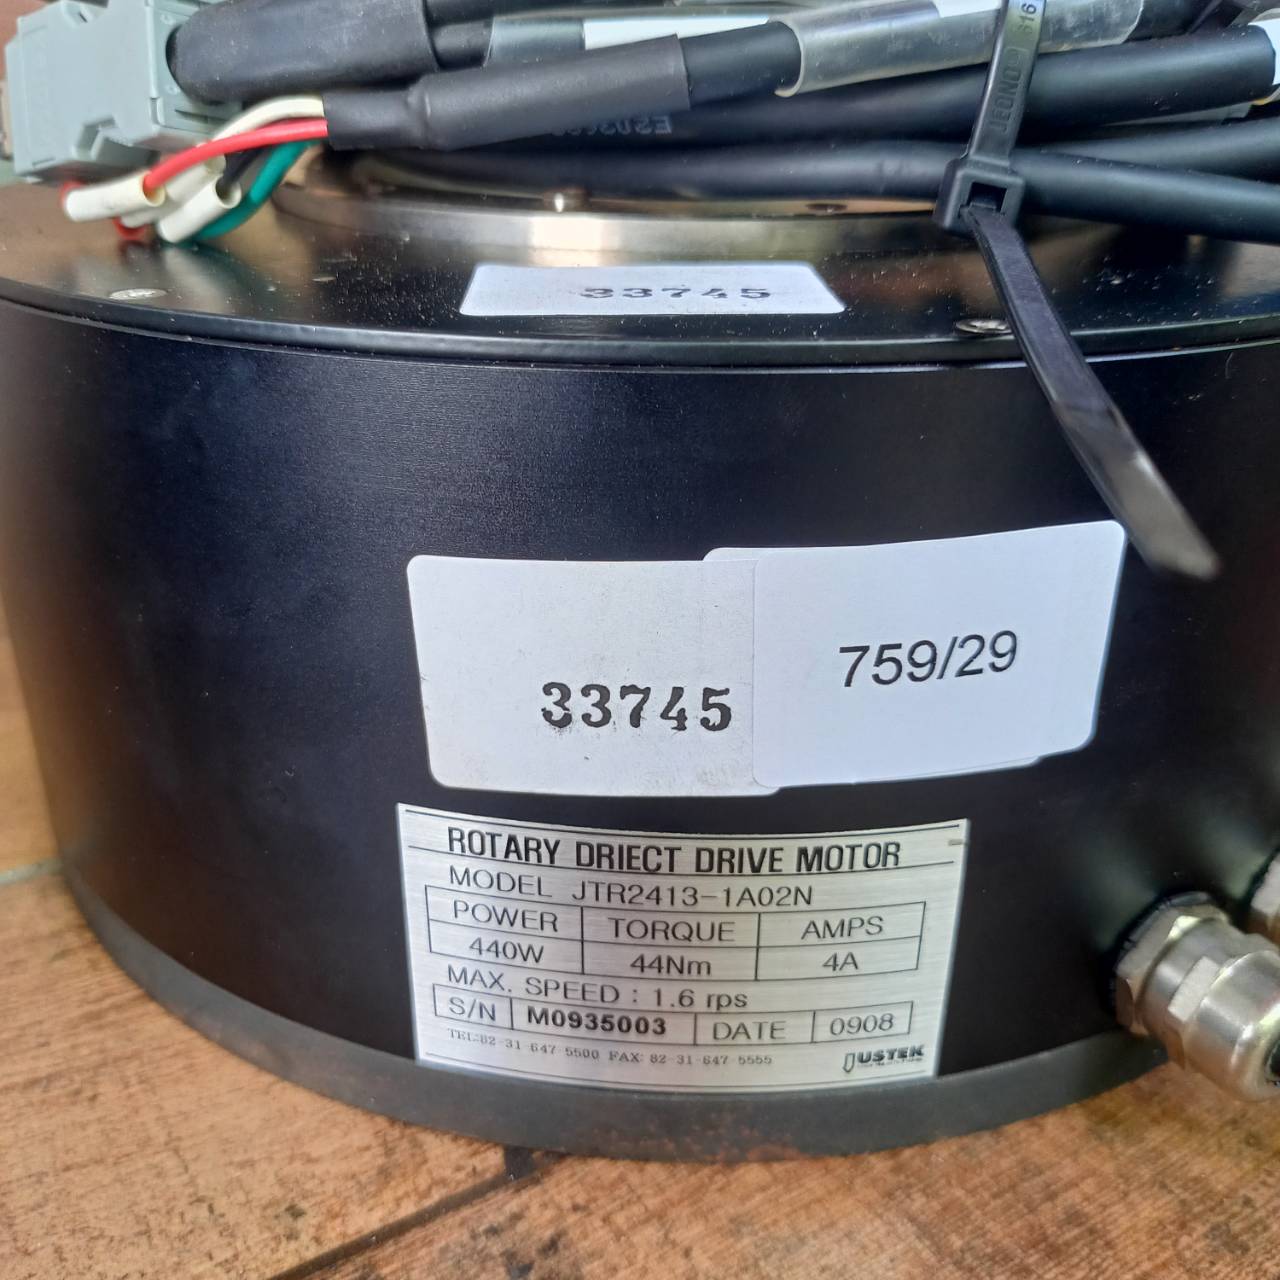 JEONO
33745
759/29
33745
ROTARY DRIECT DRIVE MOTOR
MODEL JTR2413-1A02N
POWER TORQUE AMPS
440W 44Nm 4A
MAX. SPEED : 1.6 rps
S/N M0935003 DATE 0908
TEL:82-31-647-5500 FAX: 82-31-647-5555
JUSTEK